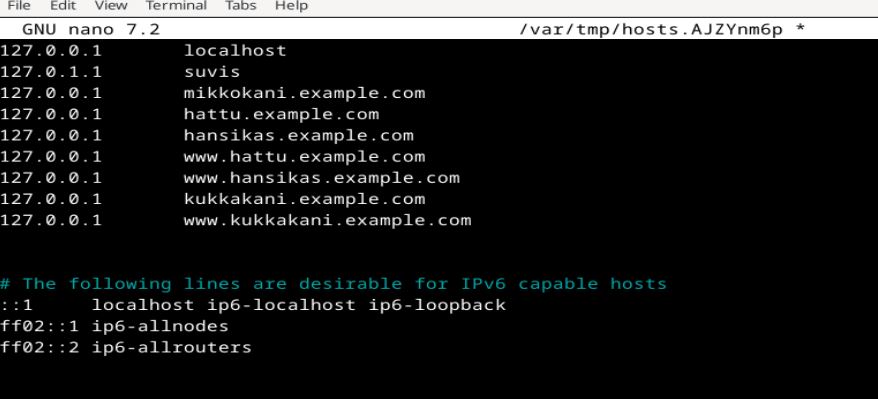 File Edit View Terminal Tabs Help
GNU nano 7.2 /var/tmp/hosts.AJZYnm6p *
127.0.0.1 localhost
127.0.1.1 suvis
127.0.0.1 mikkokani.example.com
127.0.0.1 hattu.example.com
127.0.0.1 hansikas.example.com
127.0.0.1 www.hattu.example.com
127.0.0.1 www.hansikas.example.com
127.0.0.1 kukkakani.example.com
127.0.0.1 www.kukkakani.example.com
# The following lines are desirable for IPv6 capable hosts
::1 localhost ip6-localhost ip6-loopback
ff02::1 ip6-allnodes
ff02::2 ip6-allrouters